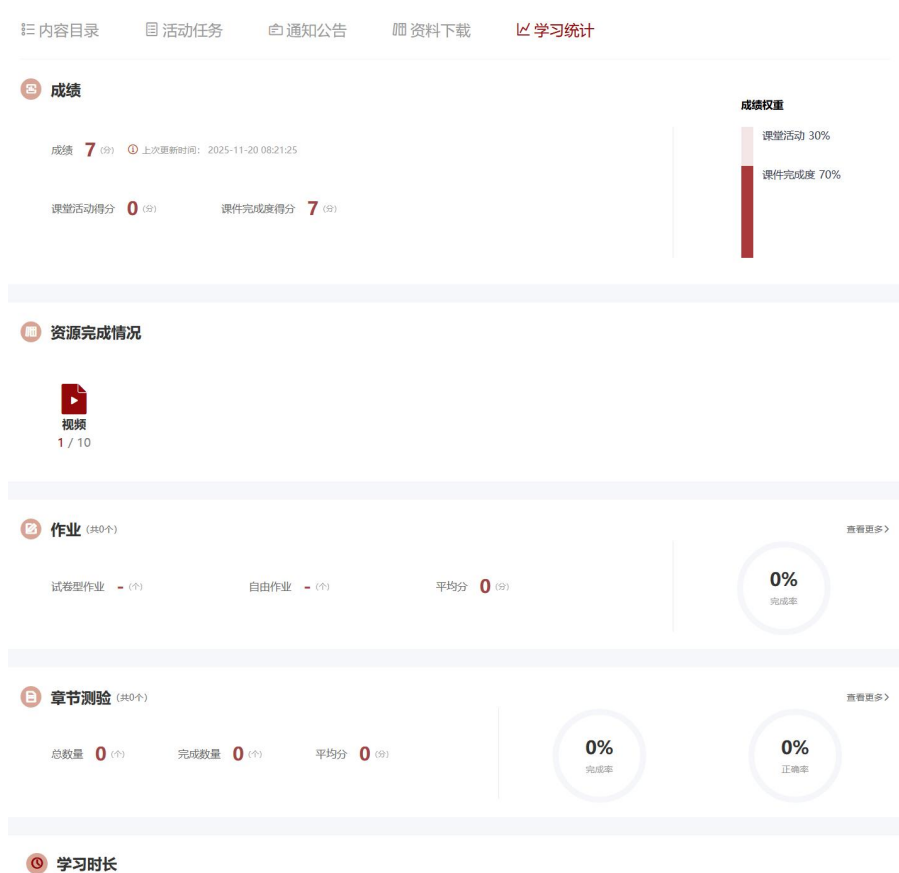 内容目录 活动任务 通知公告 资料下载 学习统计
成绩
成绩权重
课堂活动 30%
成绩 7 (分) 上次更新时间: 2025-11-20 08:21:25
课件完成度 70%
课堂活动得分 0 (分) 课件完成度得分 7 (分)
资源完成情况
视频
1 / 10
作业 (共0个) 查看更多>
试卷型作业 - (个) 自由作业 - (个) 平均分 0 (分)
0%
完成率
章节测验 (共0个) 查看更多>
总数量 0 (个) 完成数量 0 (个) 平均分 0 (分)
0% 0%
完成率 正确率
学习时长